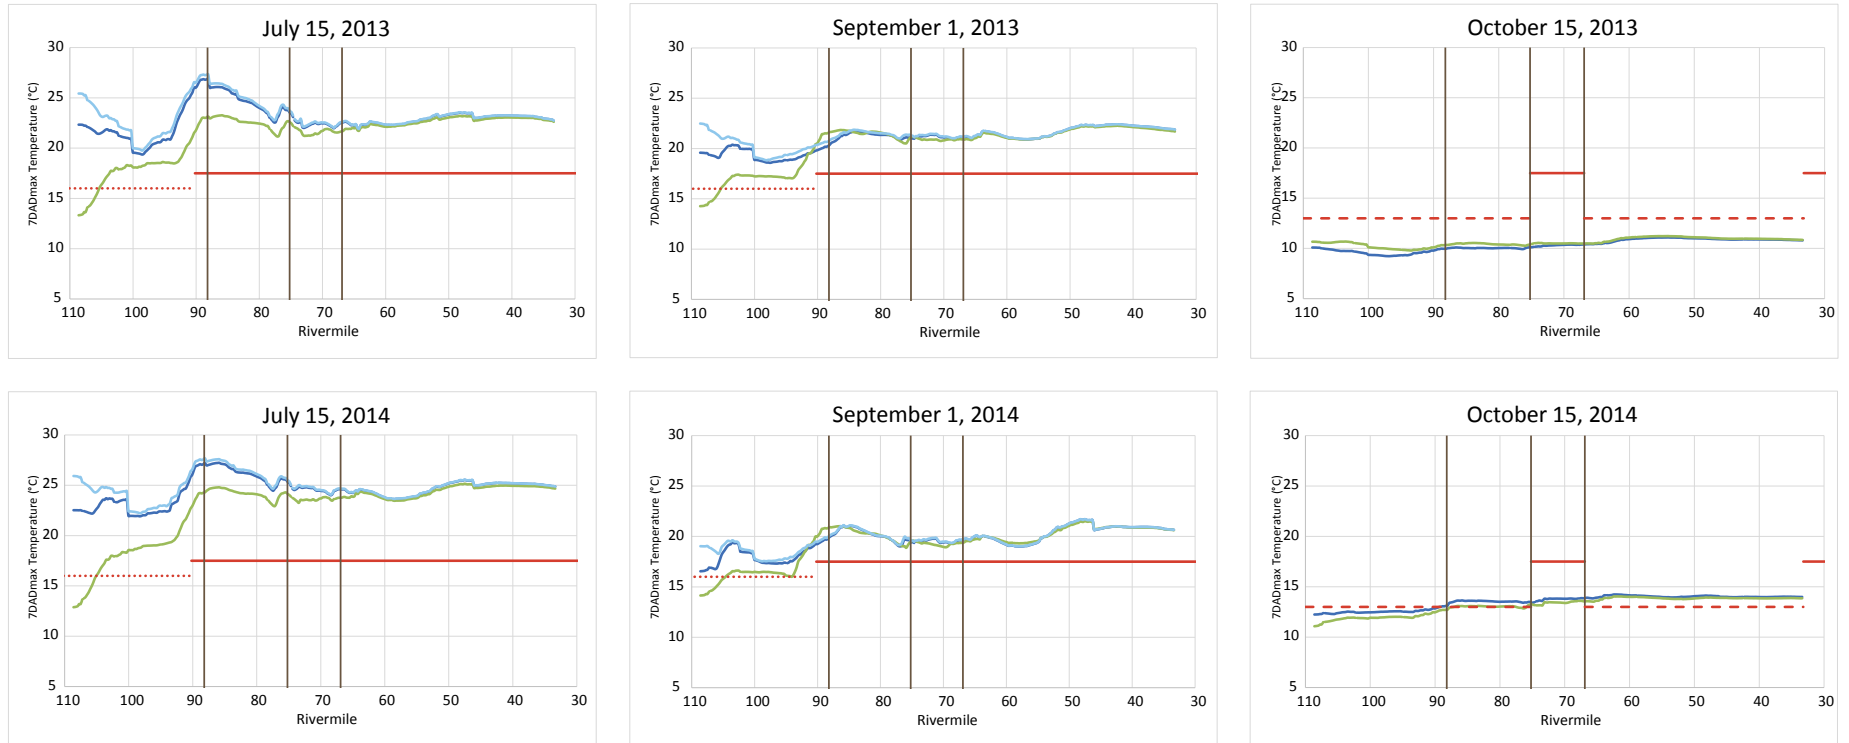 July 15, 2013
7DADmax Temperature (°C)
30
25
20
15
10
5
110 100 90 80 70 60 50 40 30
Rivermile
September 1, 2013
7DADmax Temperature (°C)
30
25
20
15
10
5
110 100 90 80 70 60 50 40 30
Rivermile
October 15, 2013
7DADmax Temperature (°C)
30
25
20
15
10
5
110 100 90 80 70 60 50 40 30
Rivermile
July 15, 2014
7DADmax Temperature (°C)
30
25
20
15
10
5
110 100 90 80 70 60 50 40 30
Rivermile
September 1, 2014
7DADmax Temperature (°C)
30
25
20
15
10
5
110 100 90 80 70 60 50 40 30
Rivermile
October 15, 2014
7DADmax Temperature (°C)
30
25
20
15
10
5
110 100 90 80 70 60 50 40 30
Rivermile